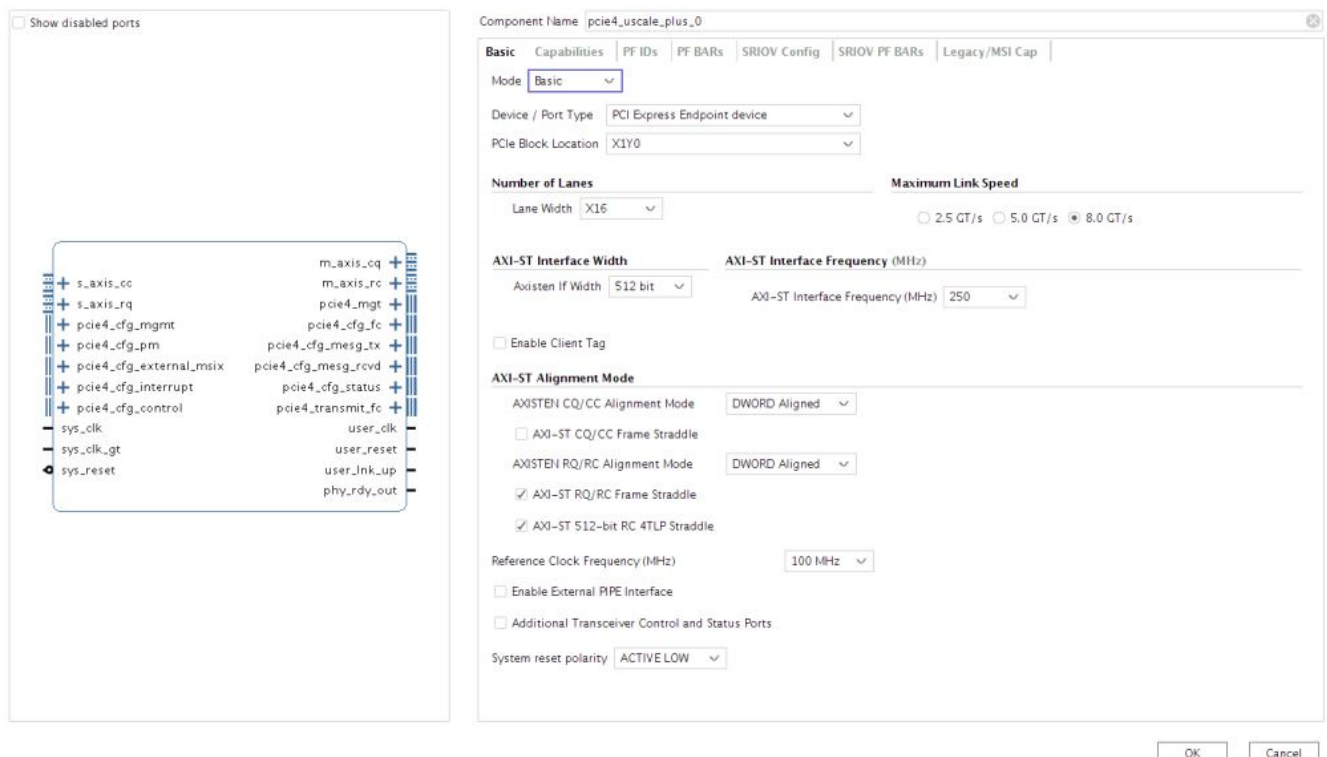 Show disabled ports
Component Name pcie4_uscale_plus_0
Basic Capabilities PF IDs PF BARs SRIOV Config SRIOV PF BARs Legacy/MSI Cap
Mode Basic
Device / Port Type PCI Express Endpoint device
PCIe Block Location X1Y0
Number of Lanes Maximum Link Speed
Lane Width X16 2.5 GT/s 5.0 GT/s 8.0 GT/s
AXI-ST Interface Width AXI-ST Interface Frequency (MHz)
Axisten If Width 512 bit AXI-ST Interface Frequency (MHz) 250
Enable Client Tag
AXI-ST Alignment Mode
AXISTEN CQ/CC Alignment Mode DWORD Aligned
AXI-ST CQ/CC Frame Straddle
AXISTEN RQ/RC Alignment Mode DWORD Aligned
AXI-ST RQ/RC Frame Straddle
AXI-ST 512-bit RC 4TLP Straddle
Reference Clock Frequency (MHz) 100 MHz
Enable External PIPE Interface
Additional Transceiver Control and Status Ports
System reset polarity ACTIVE LOW
m_axis_cq
s_axis_cc m_axis_rc
s_axis_rq pcie4_mgt
pcie4_cfg_mgmt pcie4_cfg_fc
pcie4_cfg_pm pcie4_cfg_mesg_tx
pcie4_cfg_external_msix pcie4_cfg_mesg_rcvd
pcie4_cfg_interrupt pcie4_cfg_status
pcie4_cfg_control pcie4_transmit_fc
sys_clk user_clk
sys_clk_gt user_reset
sys_reset user_lnk_up
phy_rdy_out
OK Cancel